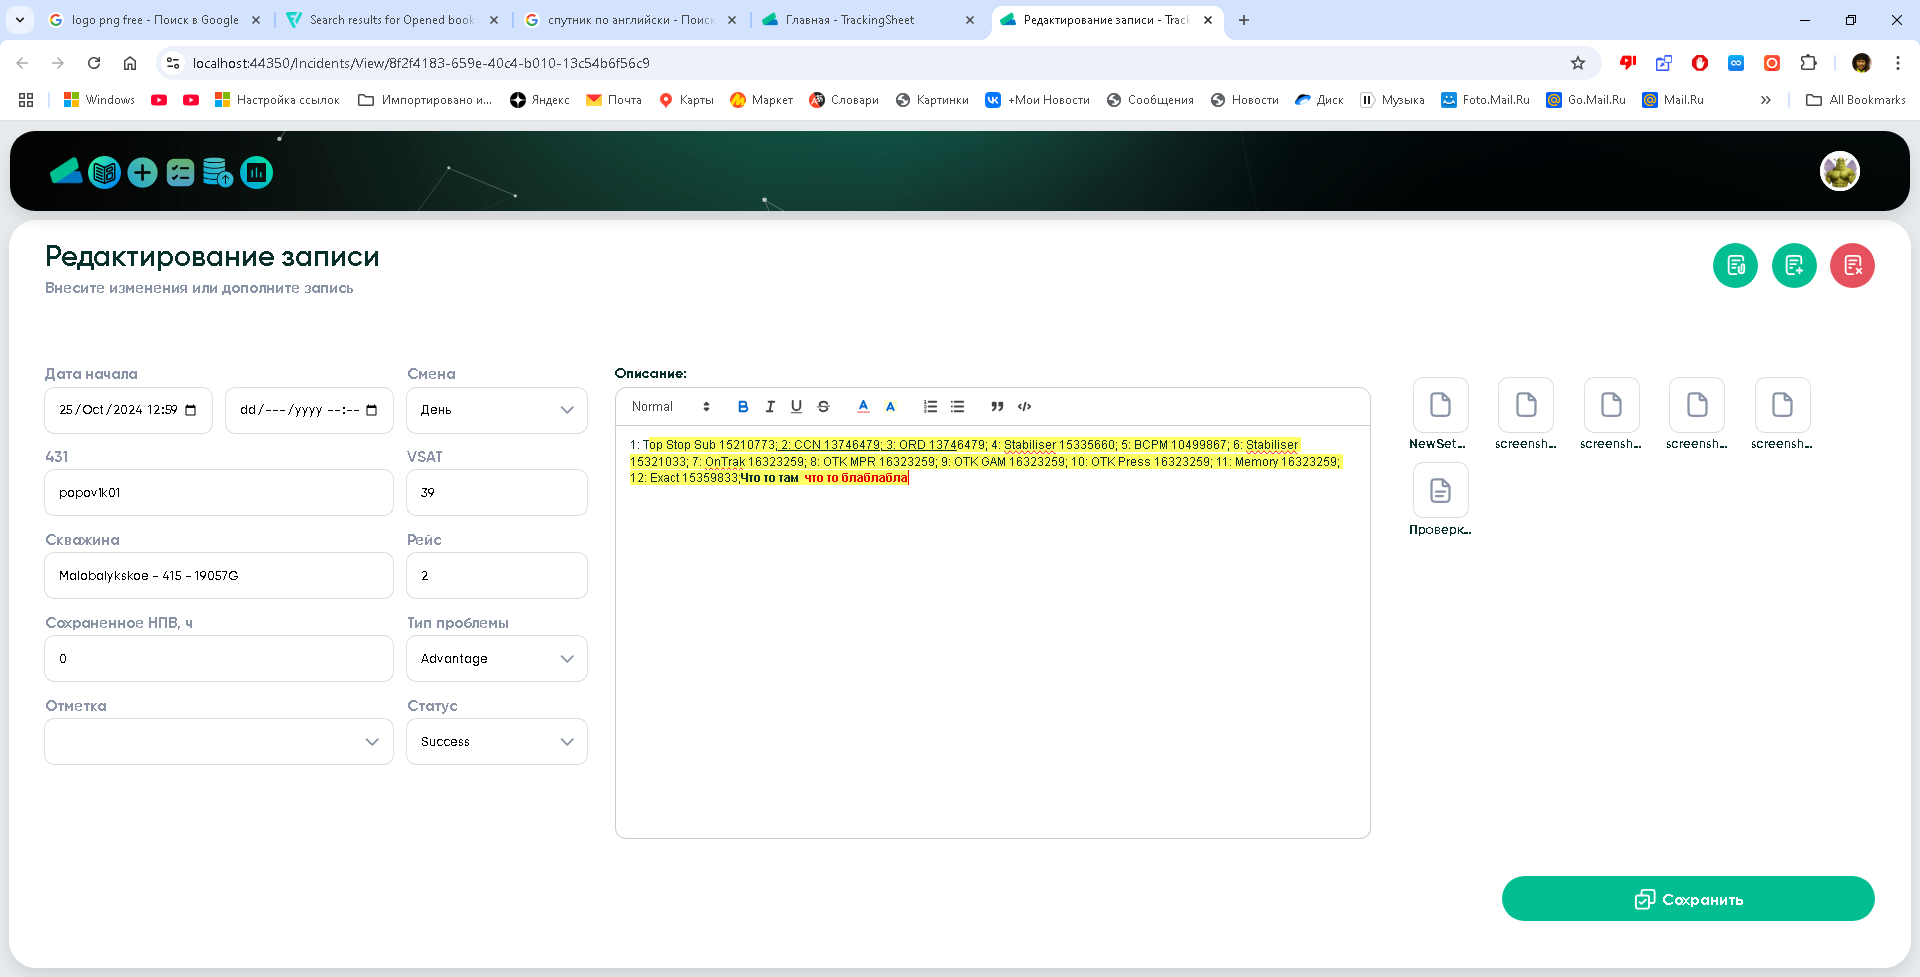 logo png free - Поиск в Google
Search results for Opened book
спутник по английски - Поиск
Главная - TrackingSheet
Редактирование записи - Track
localhost:44350/Incidents/View/8f2f4183-659e-40c4-b010-13c54b6f56c9
Windows
Настройка ссылок
Импортировано и...
Яндекс
Почта
Карты
Маркет
Словари
Картинки
+Мои Новости
Сообщения
Новости
Диск
Музыка
Foto.Mail.Ru
Go.Mail.Ru
Mail.Ru
All Bookmarks
Редактирование записи
Внесите изменения или дополните запись
Дата начала
25/Oct/2024 12:59
dd/---/yyyy --:--
Смена
День
431
popov1k01
VSAT
39
Скважина
Malobalykskoe - 415 - 19057G
Рейс
2
Сохраненное НПВ, ч
0
Тип проблемы
Advantage
Отметка
Статус
Success
Описание:
Normal
1: Top Stop Sub 15210773; 2: CCN 13746479; 3: ORD 13746479; 4: Stabiliser 15335660; 5: BCPM 10499867; 6: Stabiliser
15321033; 7: OnTrak 16323259; 8: OTK MPR 16323259; 9: OTK GAM 16323259; 10: OTK Press 16323259; 11: Memory 16323259;
12: Exact 15359833;Что то там что то блаблабла
NewSet...
screensh...
screensh...
screensh...
screensh...
Проверк...
Сохранить